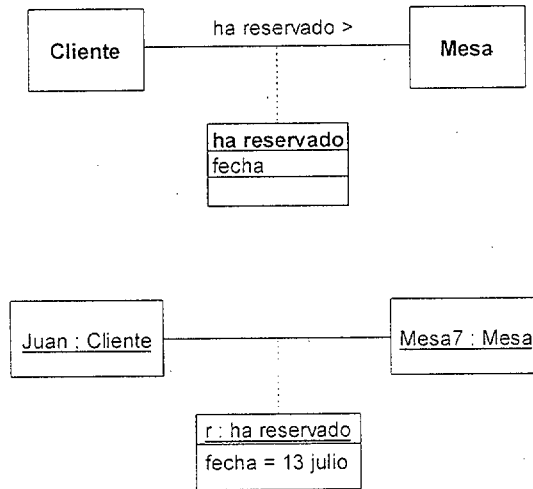 ha reservado >
Cliente
Mesa
ha reservado
fecha
Juan : Cliente
Mesa7 : Mesa
r : ha reservado
fecha = 13 julio